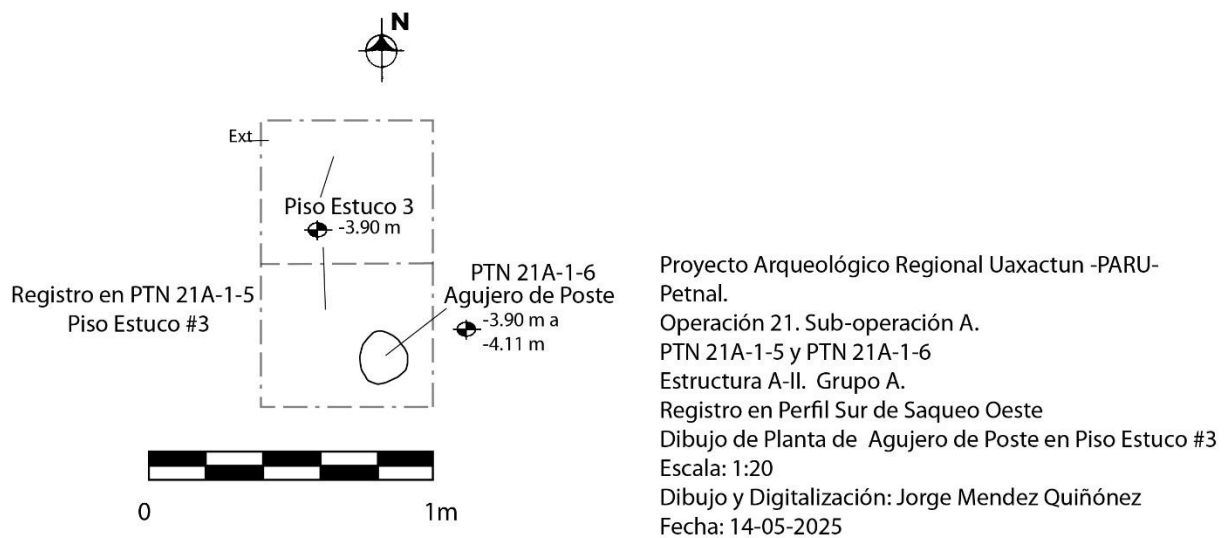 N
Ext
Piso Estuco 3
-3.90 m
Registro en PTN 21A-1-5
Piso Estuco #3
PTN 21A-1-6
Agujero de Poste
-3.90 m a
-4.11 m
0
1m
Proyecto Arqueológico Regional Uaxactun -PARU-
Petnal.
Operación 21. Sub-operación A.
PTN 21A-1-5 y PTN 21A-1-6
Estructura A-II. Grupo A.
Registro en Perfil Sur de Saqueo Oeste
Dibujo de Planta de Agujero de Poste en Piso Estuco #3
Escala: 1:20
Dibujo y Digitalización: Jorge Mendez Quiñónez
Fecha: 14-05-2025